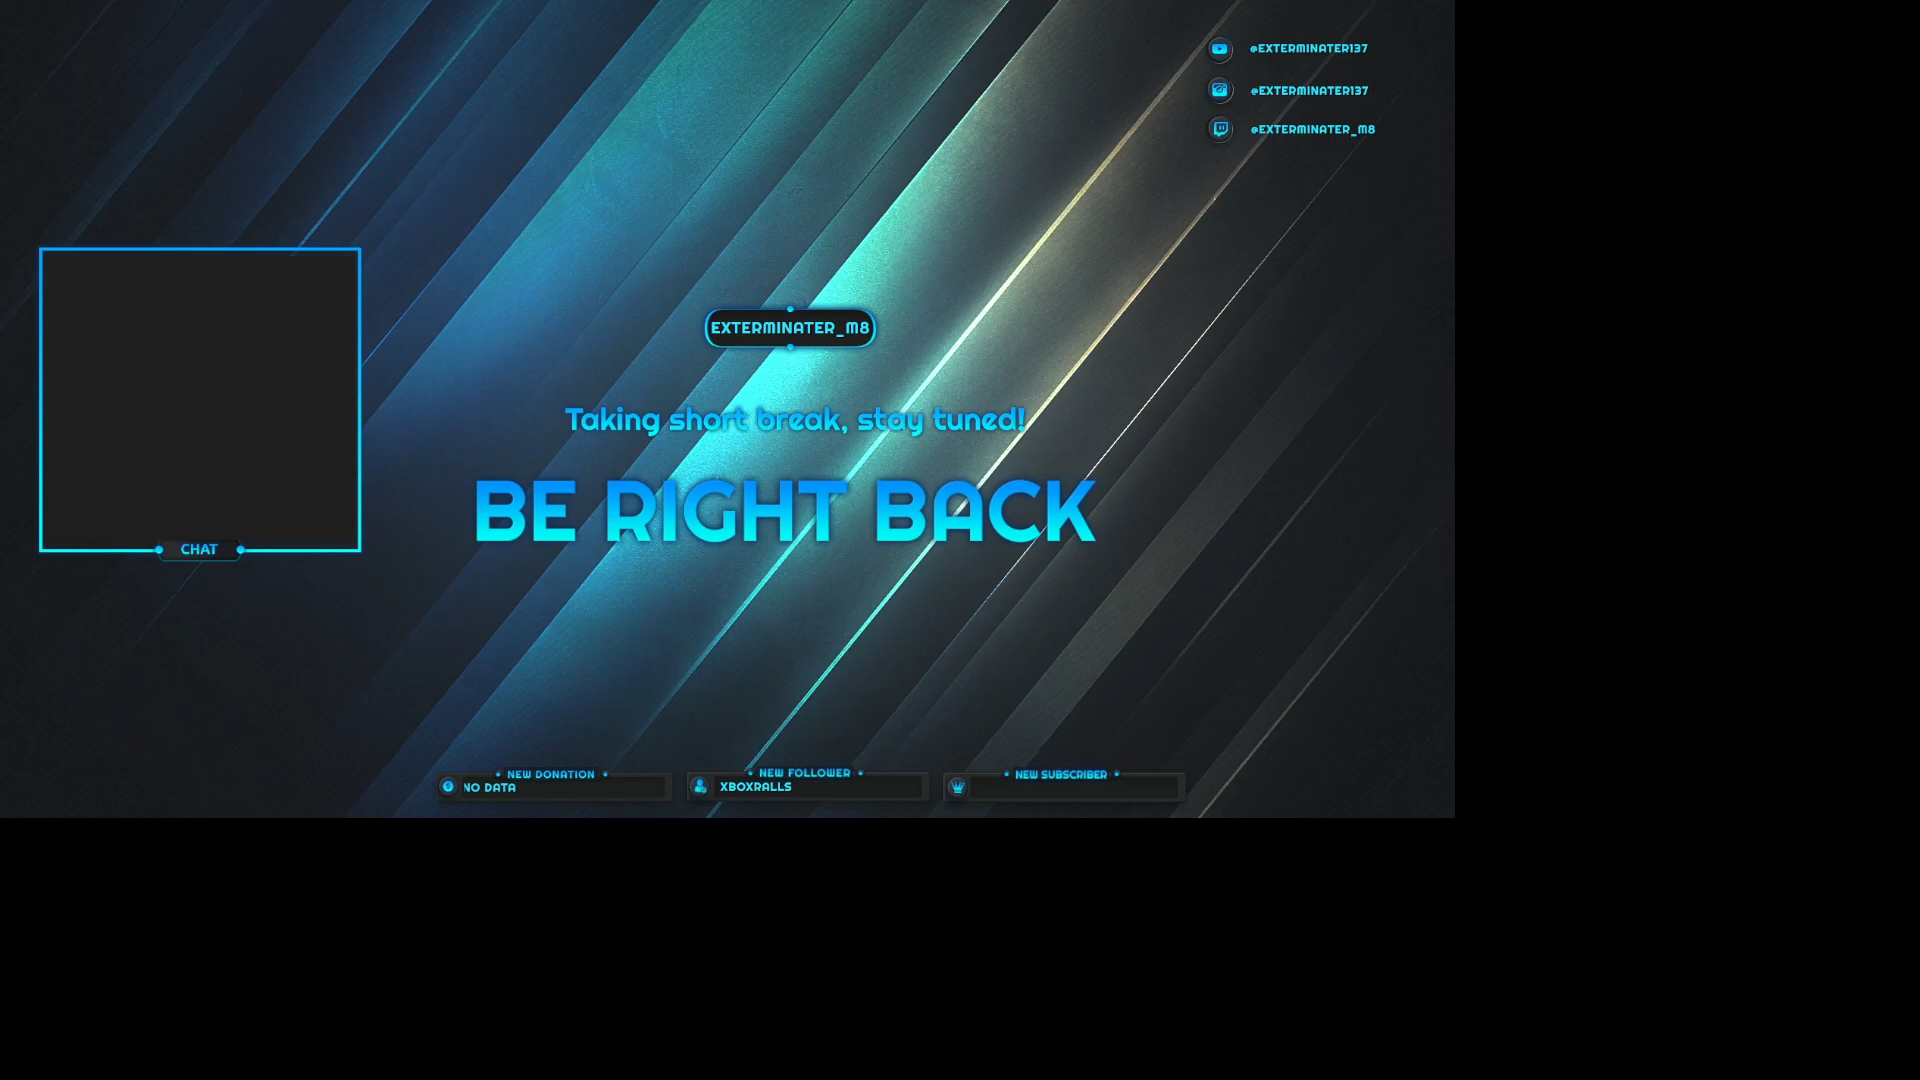 @EXTERMINATER137
@EXTERMINATER137
@EXTERMINATER_M8
EXTERMINATER_M8
Taking short break, stay tuned!
BE RIGHT BACK
CHAT
NEW DONATION
NO DATA
NEW FOLLOWER
XBOXRALLS
NEW SUBSCRIBER